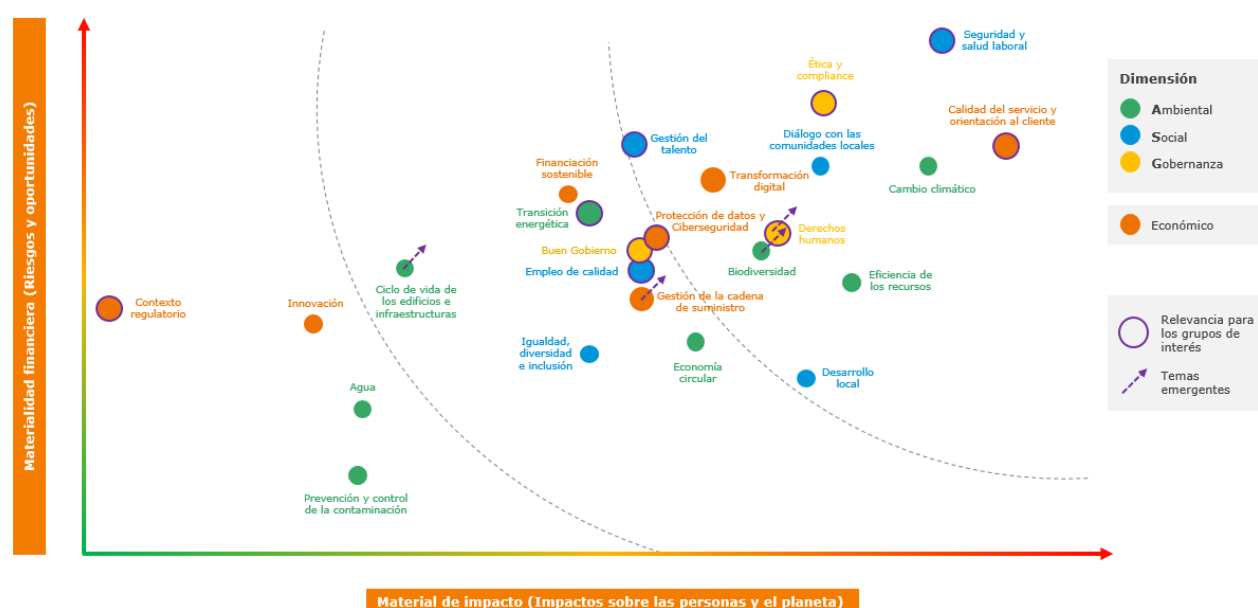 Materialidad financiera (Riesgos y oportunidades)
Seguridad y
salud laboral
Ética y
compliance
Calidad del servicio y
orientación al cliente
Gestión del
talento
Diálogo con las
comunidades locales
Financiación
sostenible
Transformación
digital
Cambio climático
Transición
energética
Protección de datos y
Ciberseguridad
Derechos
humanos
Buen Gobierno
Empleo de calidad
Biodiversidad
Eficiencia de
los recursos
Ciclo de vida de
los edificios e
infraestructuras
Gestión de la cadena
de suministro
Contexto
regulatorio
Innovación
Igualdad,
diversidad
e inclusión
Economía
circular
Desarrollo
local
Agua
Prevención y control
de la contaminación
Material de impacto (Impactos sobre las personas y el planeta)
Dimensión
Ambiental
Social
Gobernanza
Económico
Relevancia para
los grupos de
interés
Temas
emergentes